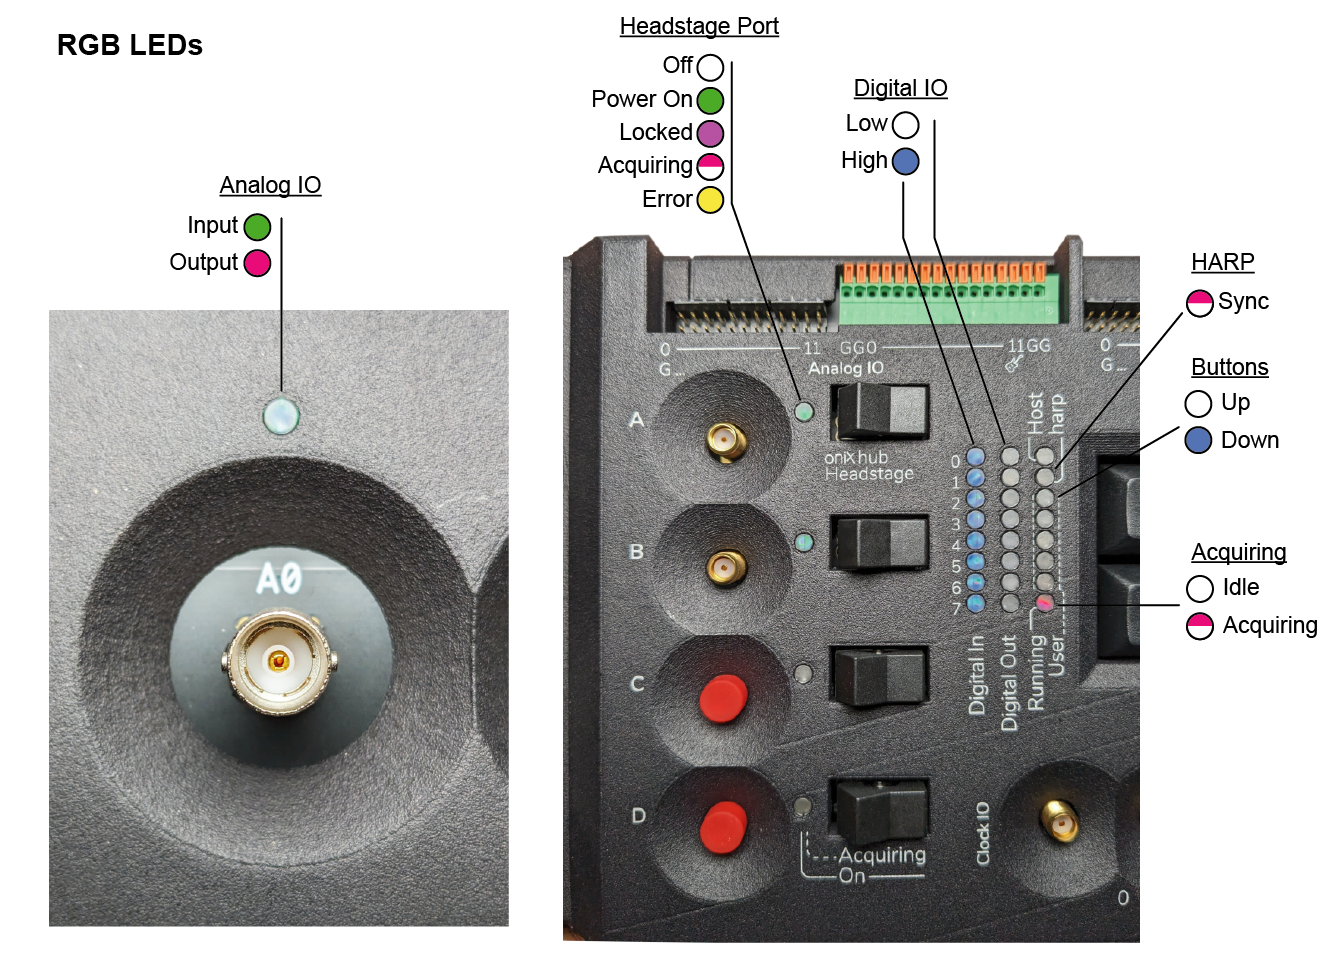 RGB LEDs
Analog IO
Input
Output
A0
Headstage Port
Off
Power On
Locked
Acquiring
Error
Digital IO
Low
High
HARP
Sync
Buttons
Up
Down
Acquiring
Idle
Acquiring
0 11 GG0 11GG 0
G ... G ...
Analog IO
A
onix hub
Headstage
B
C
D
Acquiring
On
0
1
2
3
4
5
6
7
Host
harp
Digital In
Digital Out
Running
User
Clock IO
0